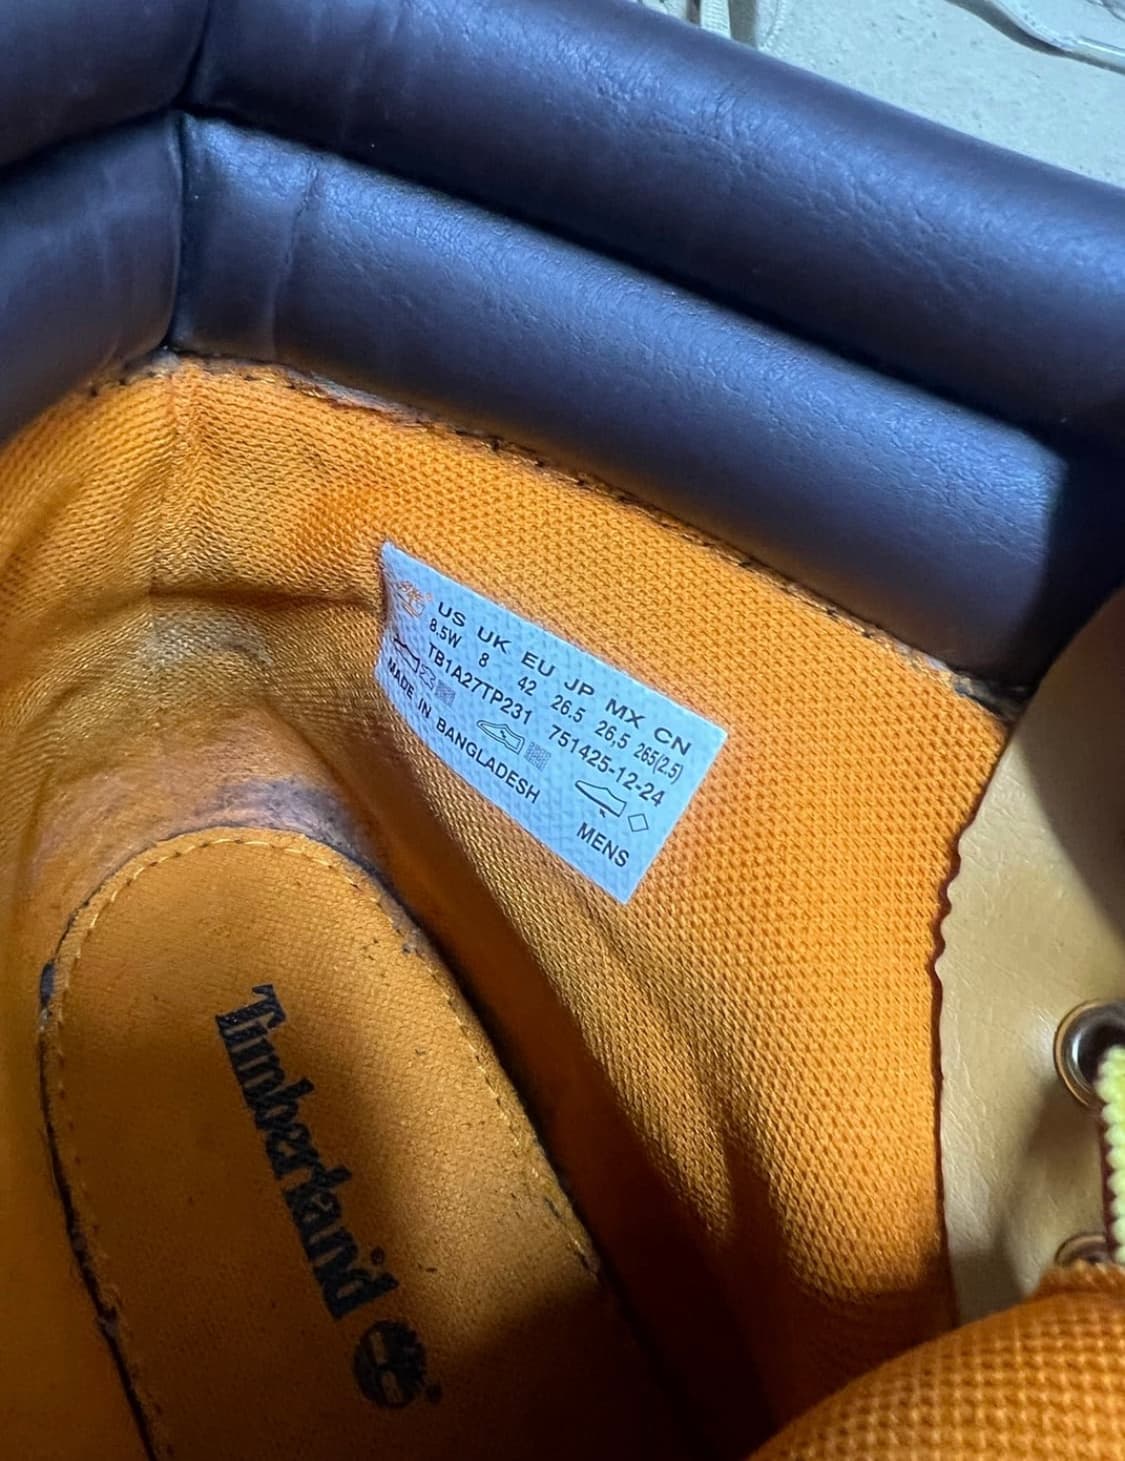 US UK EU JP MX CN
8.5W 8 42 26.5 26,5 265(2.5)
TB1A27TP231 751425-12-24
MADE IN BANGLADESH MENS
Timberland